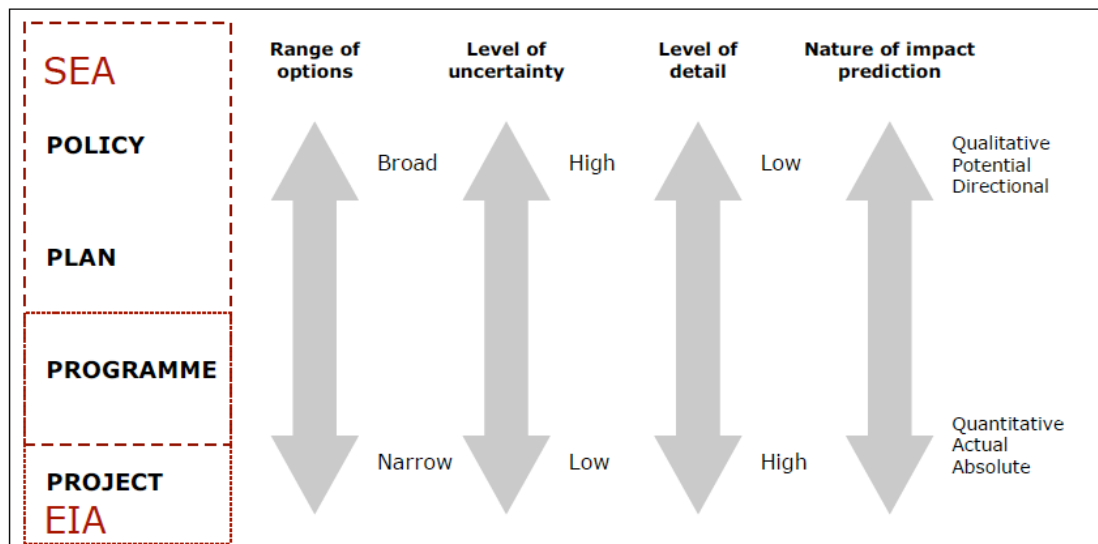 SEA
POLICY
PLAN
PROGRAMME
PROJECT
EIA
Range of
options
Broad
Narrow
Level of
uncertainty
High
Low
Level of
detail
Low
High
Nature of impact
prediction
Qualitative
Potential
Directional
Quantitative
Actual
Absolute